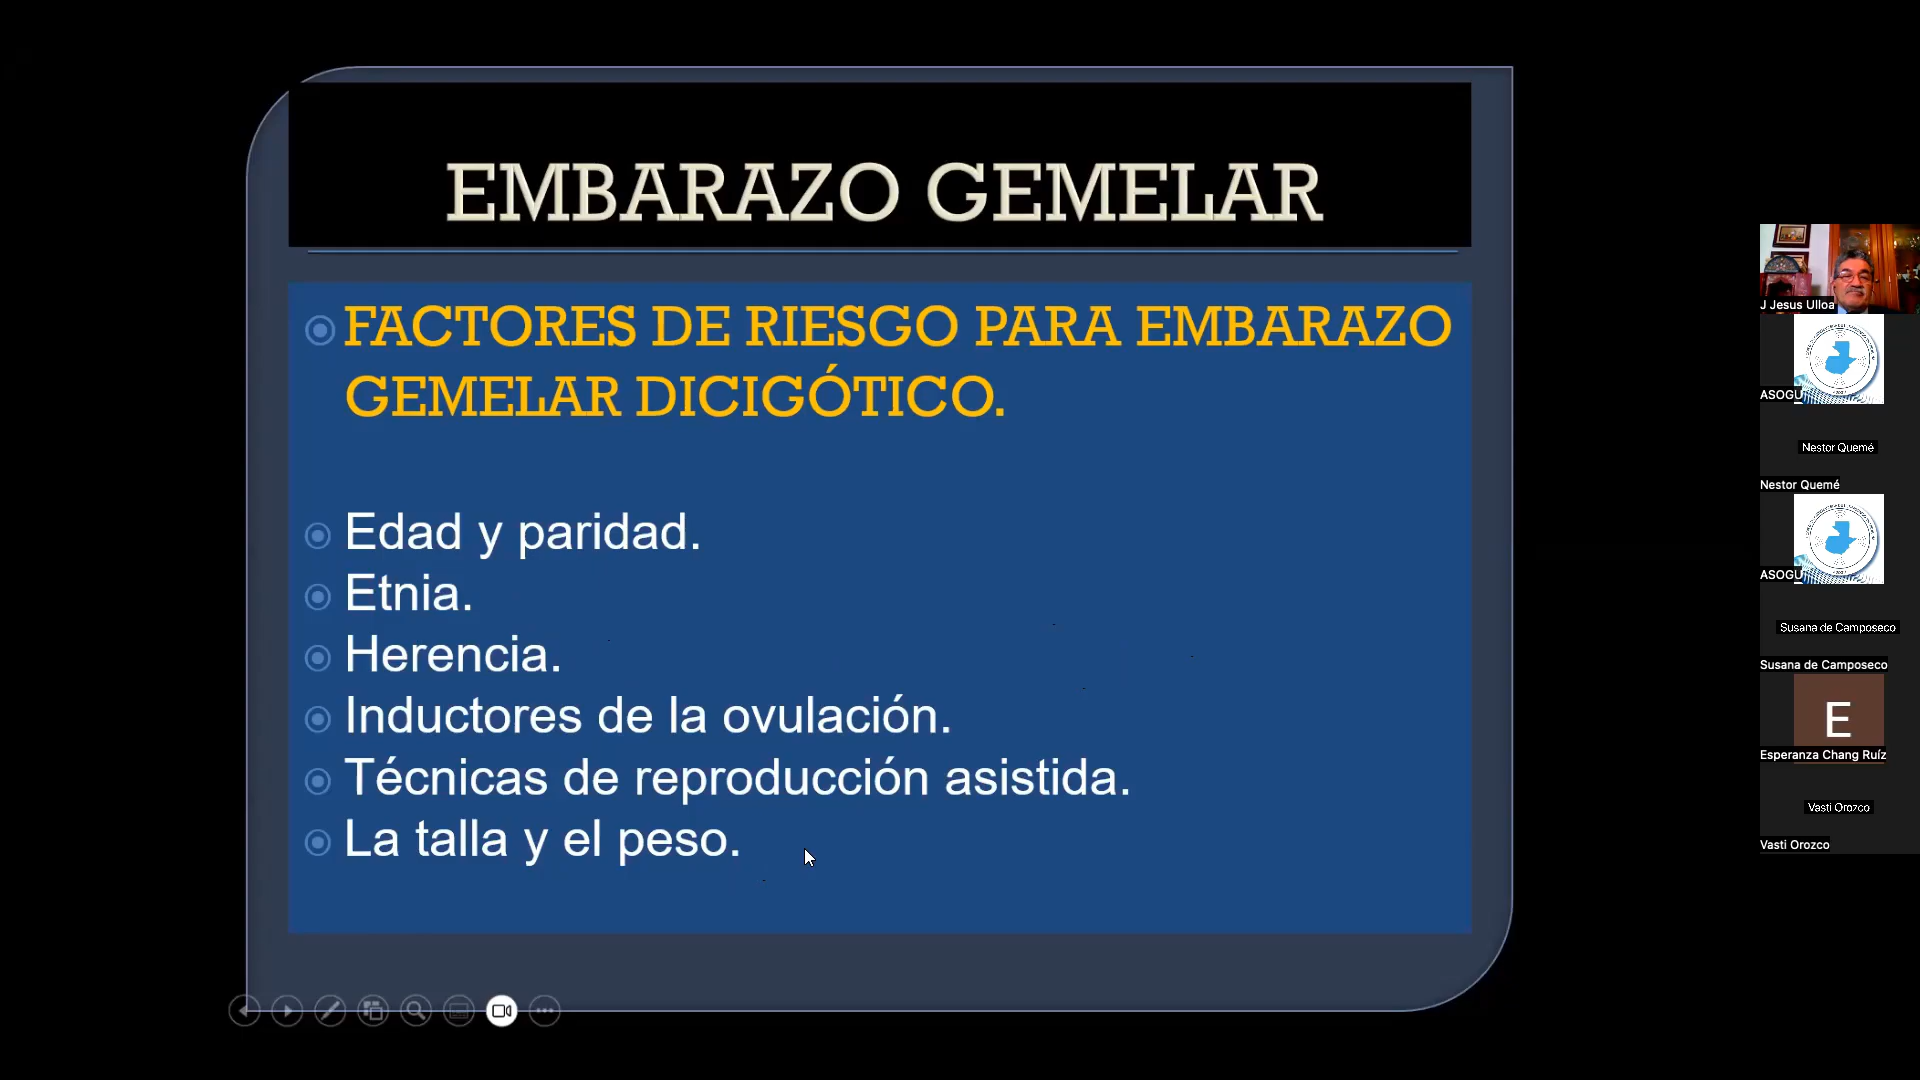 EMBARAZO GEMELAR
FACTORES DE RIESGO PARA EMBARAZO
GEMELAR DICIGÓTICO.
Edad y paridad.
Etnia.
Herencia.
Inductores de la ovulación.
Técnicas de reproducción asistida.
La talla y el peso.
J Jesus Ulloa
ASOGU
Nestor Quemé
Nestor Quemé
ASOGU
Susana de Camposeco
Susana de Camposeco
E
Esperanza Chang Ruíz
Vasti Orozco
Vasti Orozco